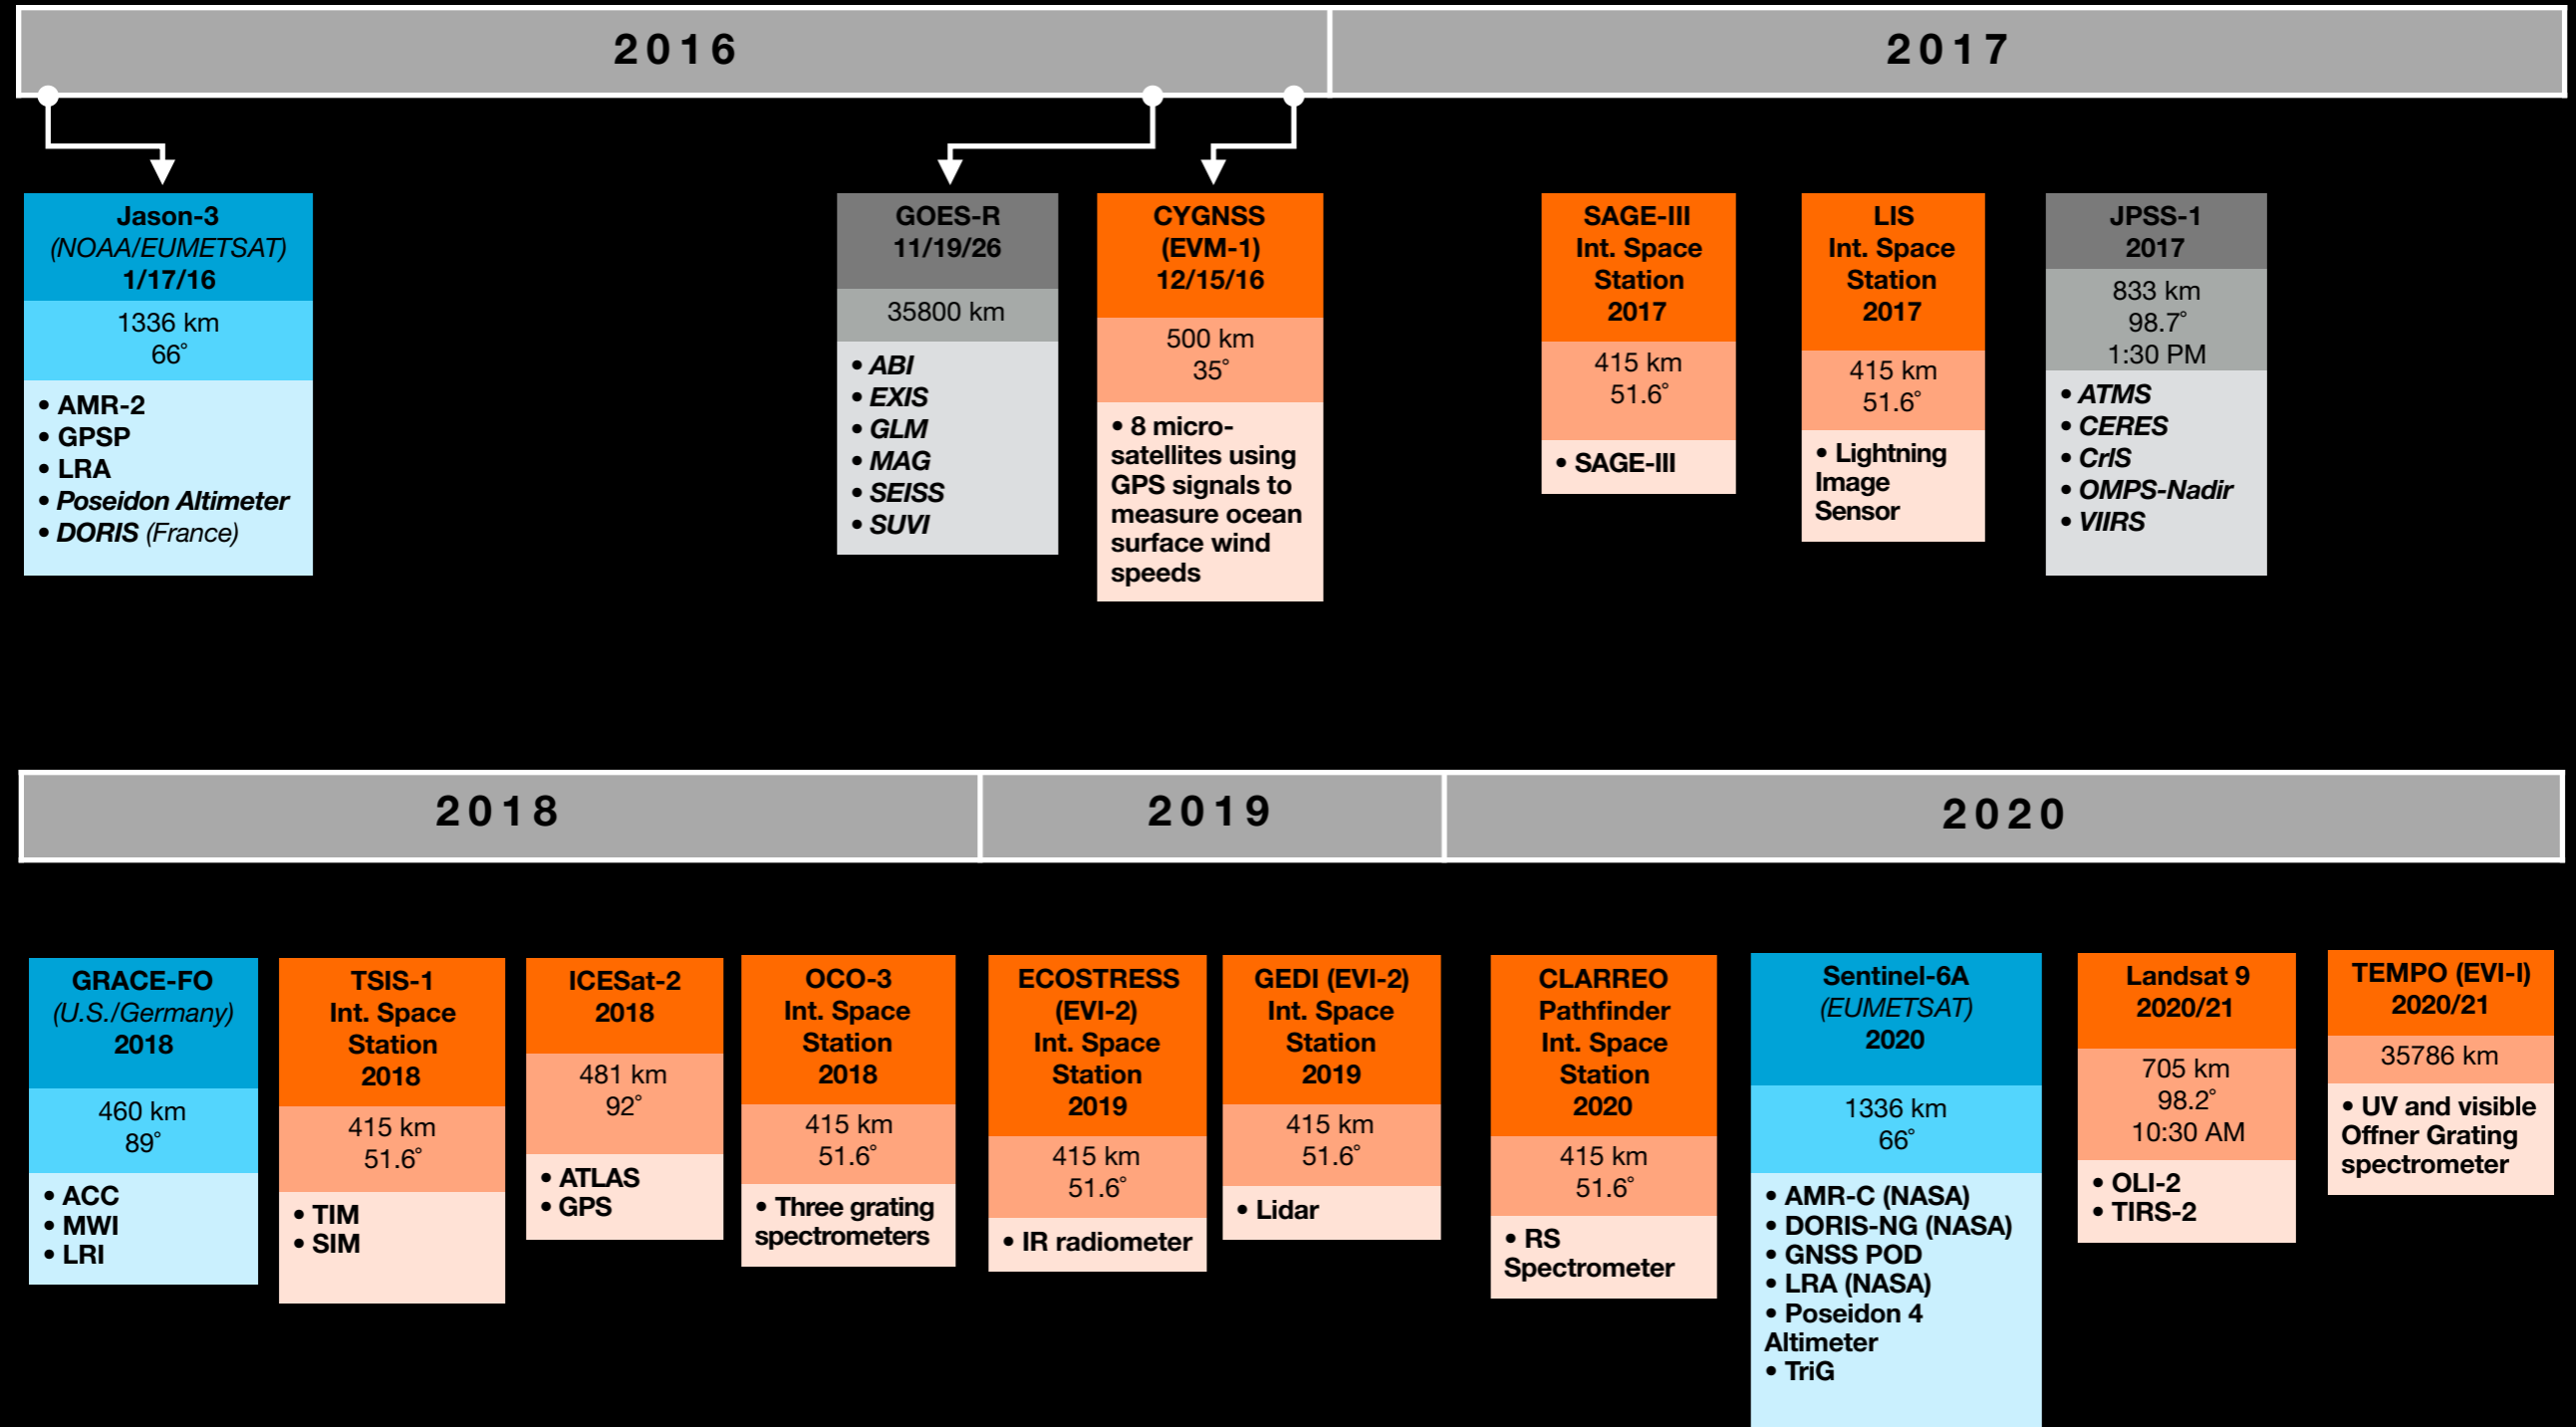 2016
2017
Jason-3
(NOAA/EUMETSAT)
1/17/16
1336 km
66°
• AMR-2
• GPSP
• LRA
• Poseidon Altimeter
• DORIS (France)
GOES-R
11/19/26
35800 km
• ABI
• EXIS
• GLM
• MAG
• SEISS
• SUVI
CYGNSS
(EVM-1)
12/15/16
500 km
35°
• 8 micro-
satellites using
GPS signals to
measure ocean
surface wind
speeds
SAGE-III
Int. Space
Station
2017
415 km
51.6°
• SAGE-III
LIS
Int. Space
Station
2017
415 km
51.6°
• Lightning
Image
Sensor
JPSS-1
2017
833 km
98.7°
1:30 PM
• ATMS
• CERES
• CrIS
• OMPS-Nadir
• VIIRS
2018
2019
2020
GRACE-FO
(U.S./Germany)
2018
460 km
89°
• ACC
• MWI
• LRI
TSIS-1
Int. Space
Station
2018
415 km
51.6°
• TIM
• SIM
ICESat-2
2018
481 km
92°
• ATLAS
• GPS
OCO-3
Int. Space
Station
2018
415 km
51.6°
• Three grating
spectrometers
ECOSTRESS
(EVI-2)
Int. Space
Station
2019
415 km
51.6°
• IR radiometer
GEDI (EVI-2)
Int. Space
Station
2019
415 km
51.6°
• Lidar
CLARREO
Pathfinder
Int. Space
Station
2020
415 km
51.6°
• RS
Spectrometer
Sentinel-6A
(EUMETSAT)
2020
1336 km
66°
• AMR-C (NASA)
• DORIS-NG (NASA)
• GNSS POD
• LRA (NASA)
• Poseidon 4
Altimeter
• TriG
Landsat 9
2020/21
705 km
98.2°
10:30 AM
• OLI-2
• TIRS-2
TEMPO (EVI-I)
2020/21
35786 km
• UV and visible
Offner Grating
spectrometer